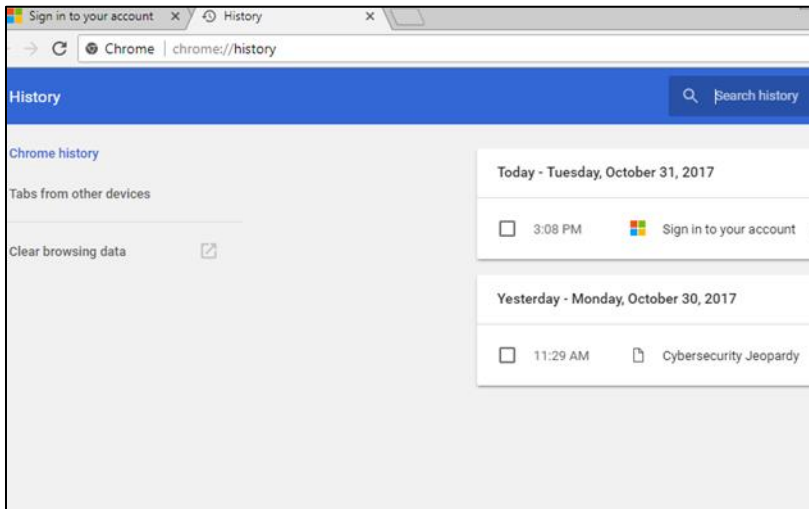 Sign in to your account
History
Chrome | chrome://history
History
Search history
Chrome history
Tabs from other devices
Clear browsing data
Today - Tuesday, October 31, 2017
3:08 PM Sign in to your account
Yesterday - Monday, October 30, 2017
11:29 AM Cybersecurity Jeopardy